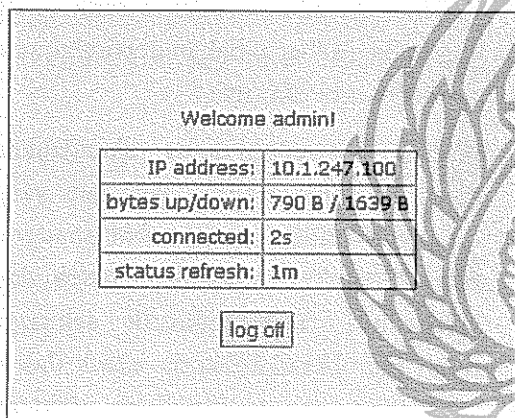 Welcome admin!
IP address: 10.1.247.100
bytes up/down: 790 B / 1639 B
connected: 2s
status refresh: 1m
log off